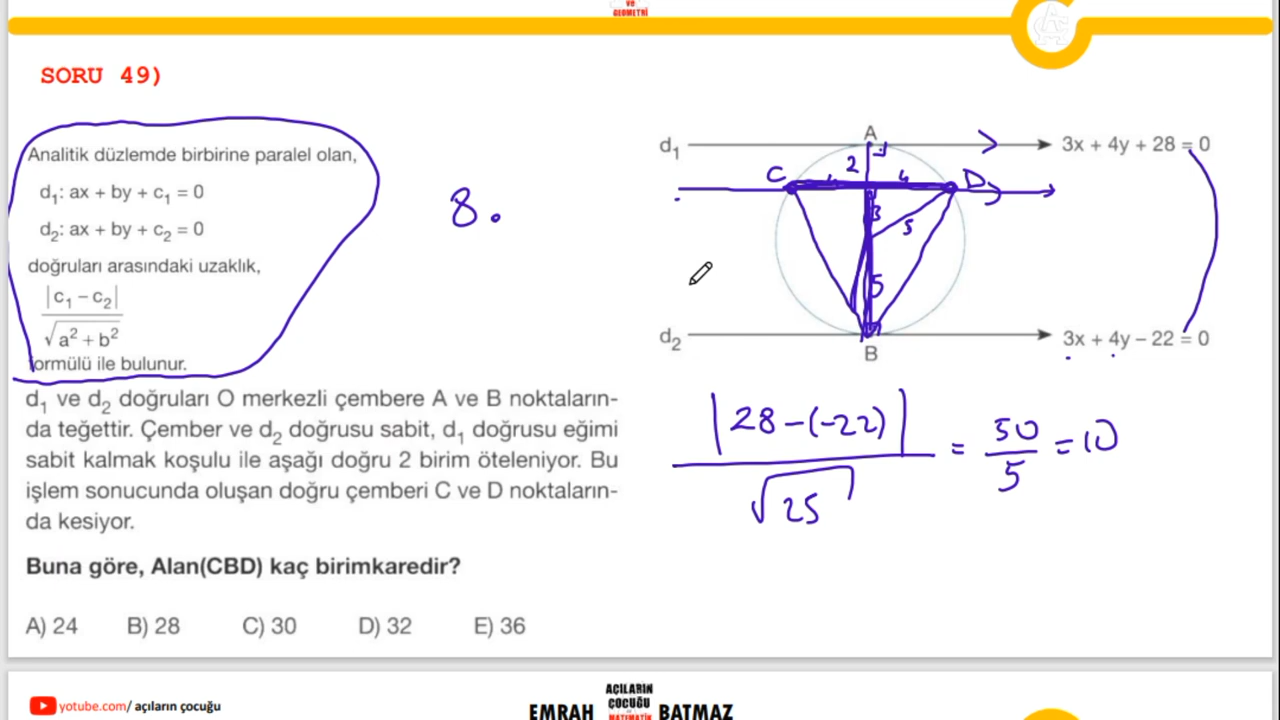 VE
GEOMETRİ
SORU 49)
Analitik düzlemde birbirine paralel olan,
d₁: ax + by + c₁ = 0
d₂: ax + by + c₂ = 0
doğruları arasındaki uzaklık,
|c₁ – c₂|
√a² + b²
formülü ile bulunur.
8.
d₁
A
3x + 4y + 28 = 0
C
2
D
4
4
3
5
5
d₂
B
3x + 4y – 22 = 0
|28-(-22)|
√25
= 50/5 = 10
d₁ ve d₂ doğruları O merkezli çembere A ve B noktaların-
da teğettir. Çember ve d₂ doğrusu sabit, d₁ doğrusu eğimi
sabit kalmak koşulu ile aşağı doğru 2 birim öteleniyor. Bu
işlem sonucunda oluşan doğru çemberi C ve D noktaların-
da kesiyor.
Buna göre, Alan(CBD) kaç birimkaredir?
A) 24 B) 28 C) 30 D) 32 E) 36
yotube.com/ açıların çocuğu
EMRAH
AÇILARIN
ÇOCUĞU
MATEMATİK
BATMAZ